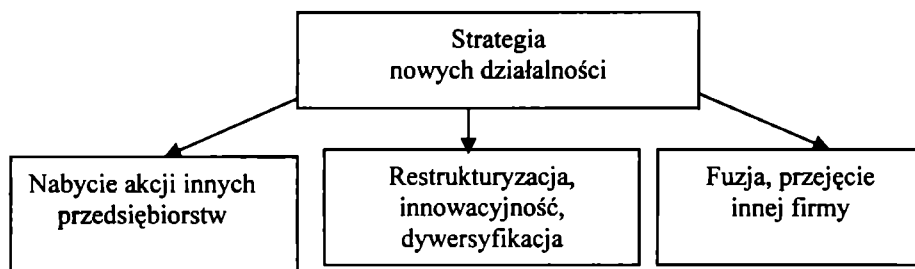 Strategia
nowych działalności
Nabycie akcji innych
przedsiębiorstw
Restrukturyzacja,
innowacyjność,
dywersyfikacja
Fuzja, przejęcie
innej firmy